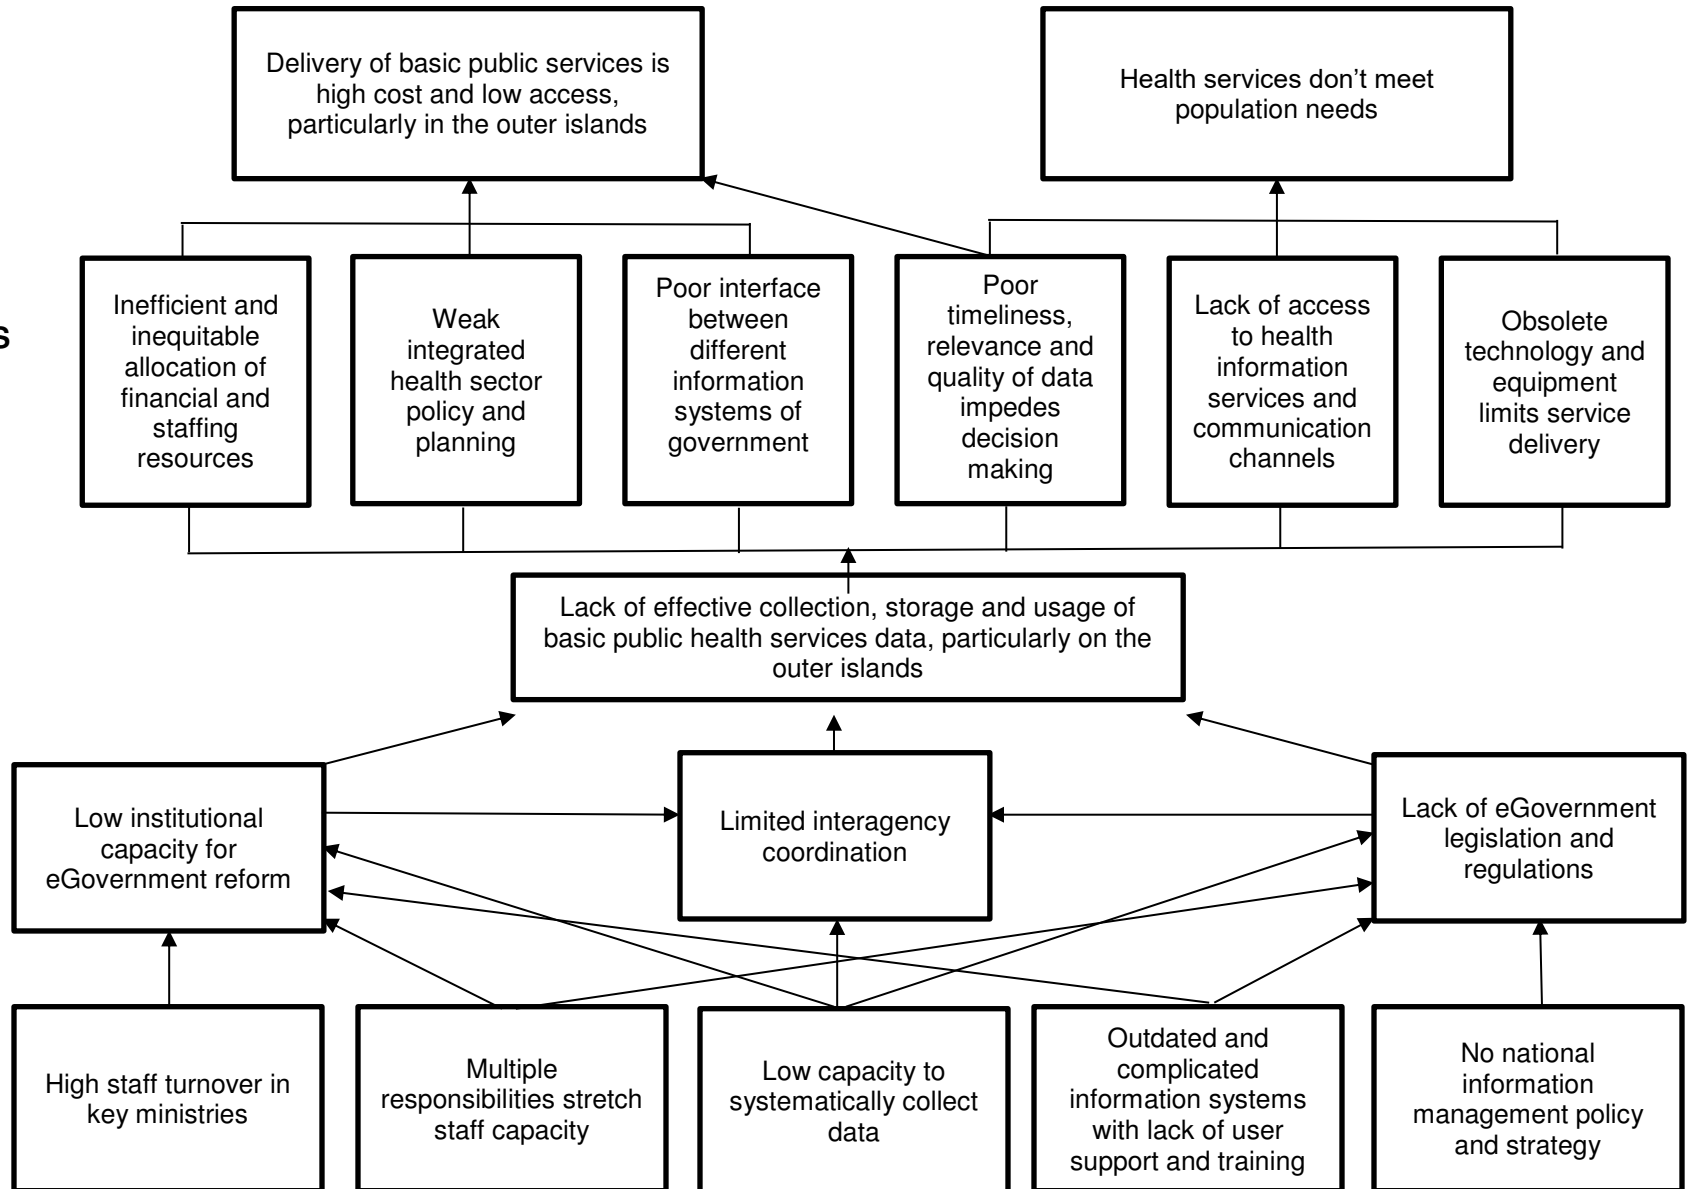 Delivery of basic public services is
high cost and low access,
particularly in the outer islands
Health services don’t meet
population needs
s
Inefficient and
inequitable
allocation of
financial and
staffing
resources
Weak
integrated
health sector
policy and
planning
Poor interface
between
different
information
systems of
government
Poor
timeliness,
relevance and
quality of data
impedes
decision
making
Lack of access
to health
information
services and
communication
channels
Obsolete
technology and
equipment
limits service
delivery
Lack of effective collection, storage and usage of
basic public health services data, particularly on the
outer islands
Low institutional
capacity for
eGovernment reform
Limited interagency
coordination
Lack of eGovernment
legislation and
regulations
High staff turnover in
key ministries
Multiple
responsibilities stretch
staff capacity
Low capacity to
systematically collect
data
Outdated and
complicated
information systems
with lack of user
support and training
No national
information
management policy
and strategy